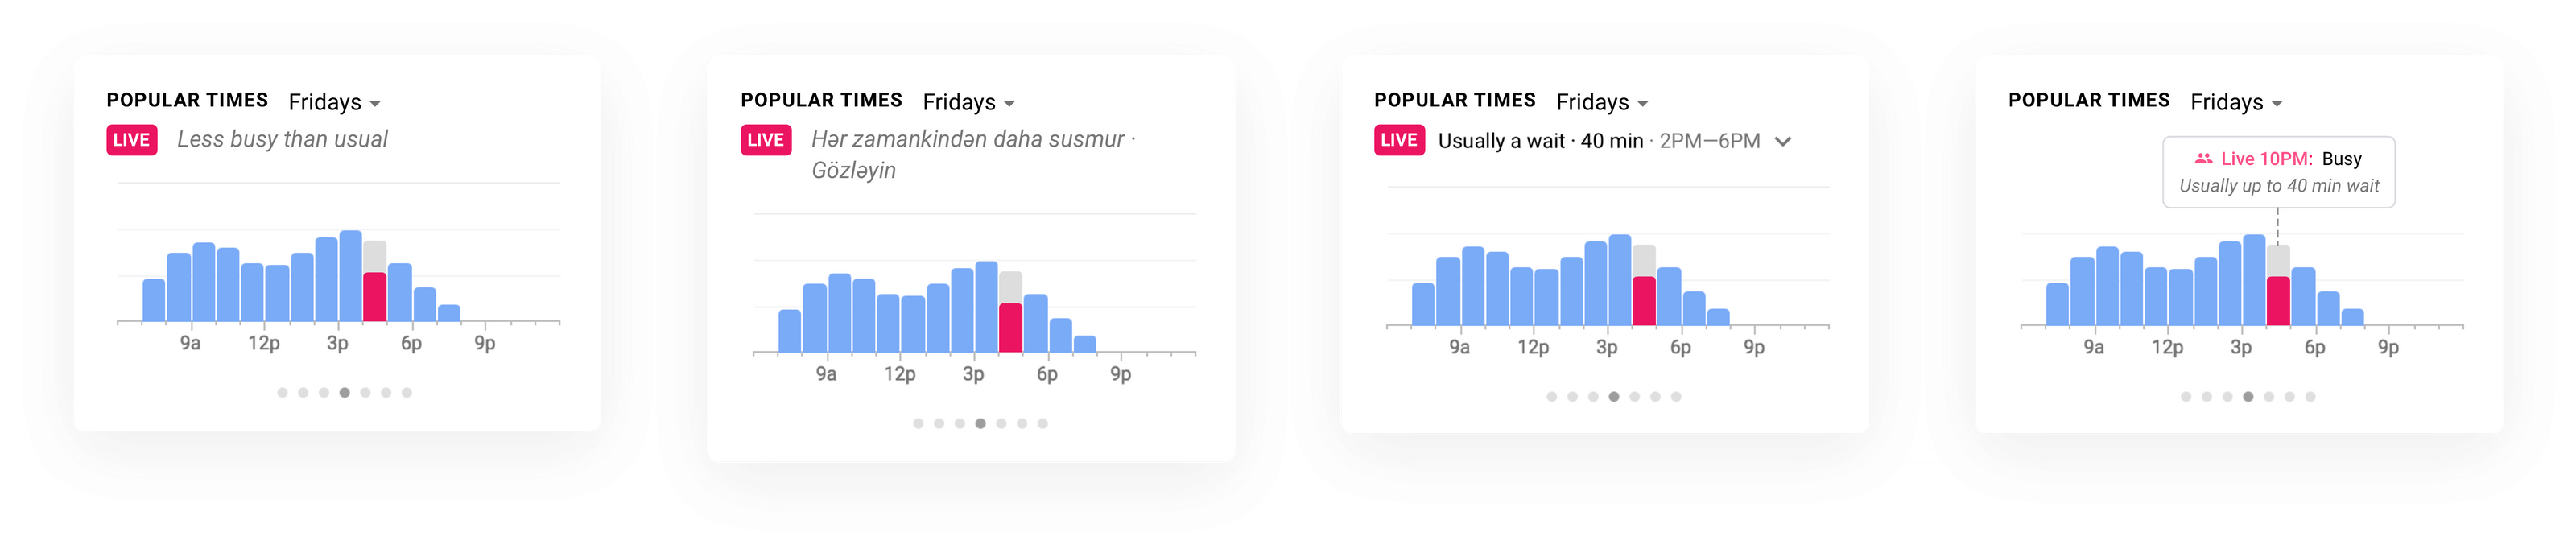 POPULAR TIMES Fridays
LIVE Less busy than usual
9a 12p 3p 6p 9p
POPULAR TIMES Fridays
LIVE Hər zamankindən daha susmur ·
Gözləyin
9a 12p 3p 6p 9p
POPULAR TIMES Fridays
LIVE Usually a wait · 40 min · 2PM—6PM
9a 12p 3p 6p 9p
POPULAR TIMES Fridays
Live 10PM: Busy
Usually up to 40 min wait
9a 12p 3p 6p 9p